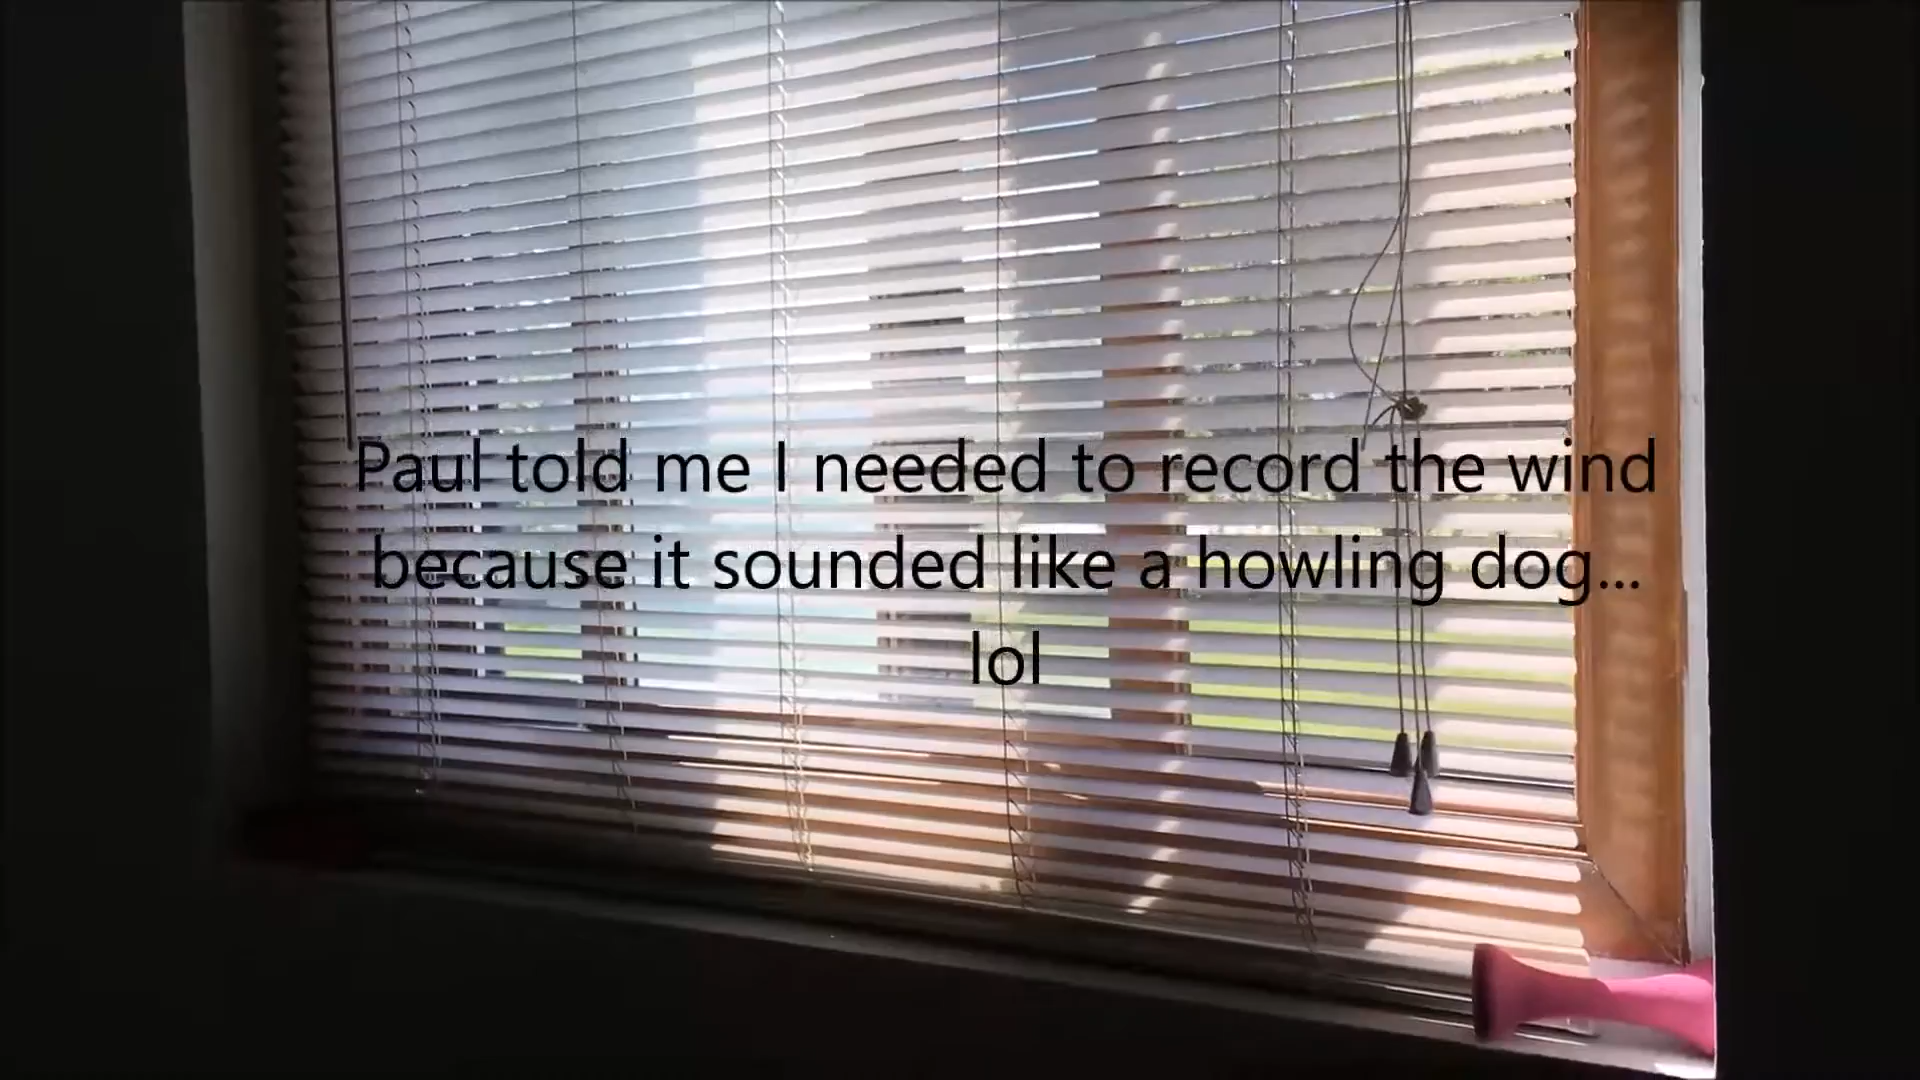 Paul told me I needed to record the wind
because it sounded like a howling dog...
lol